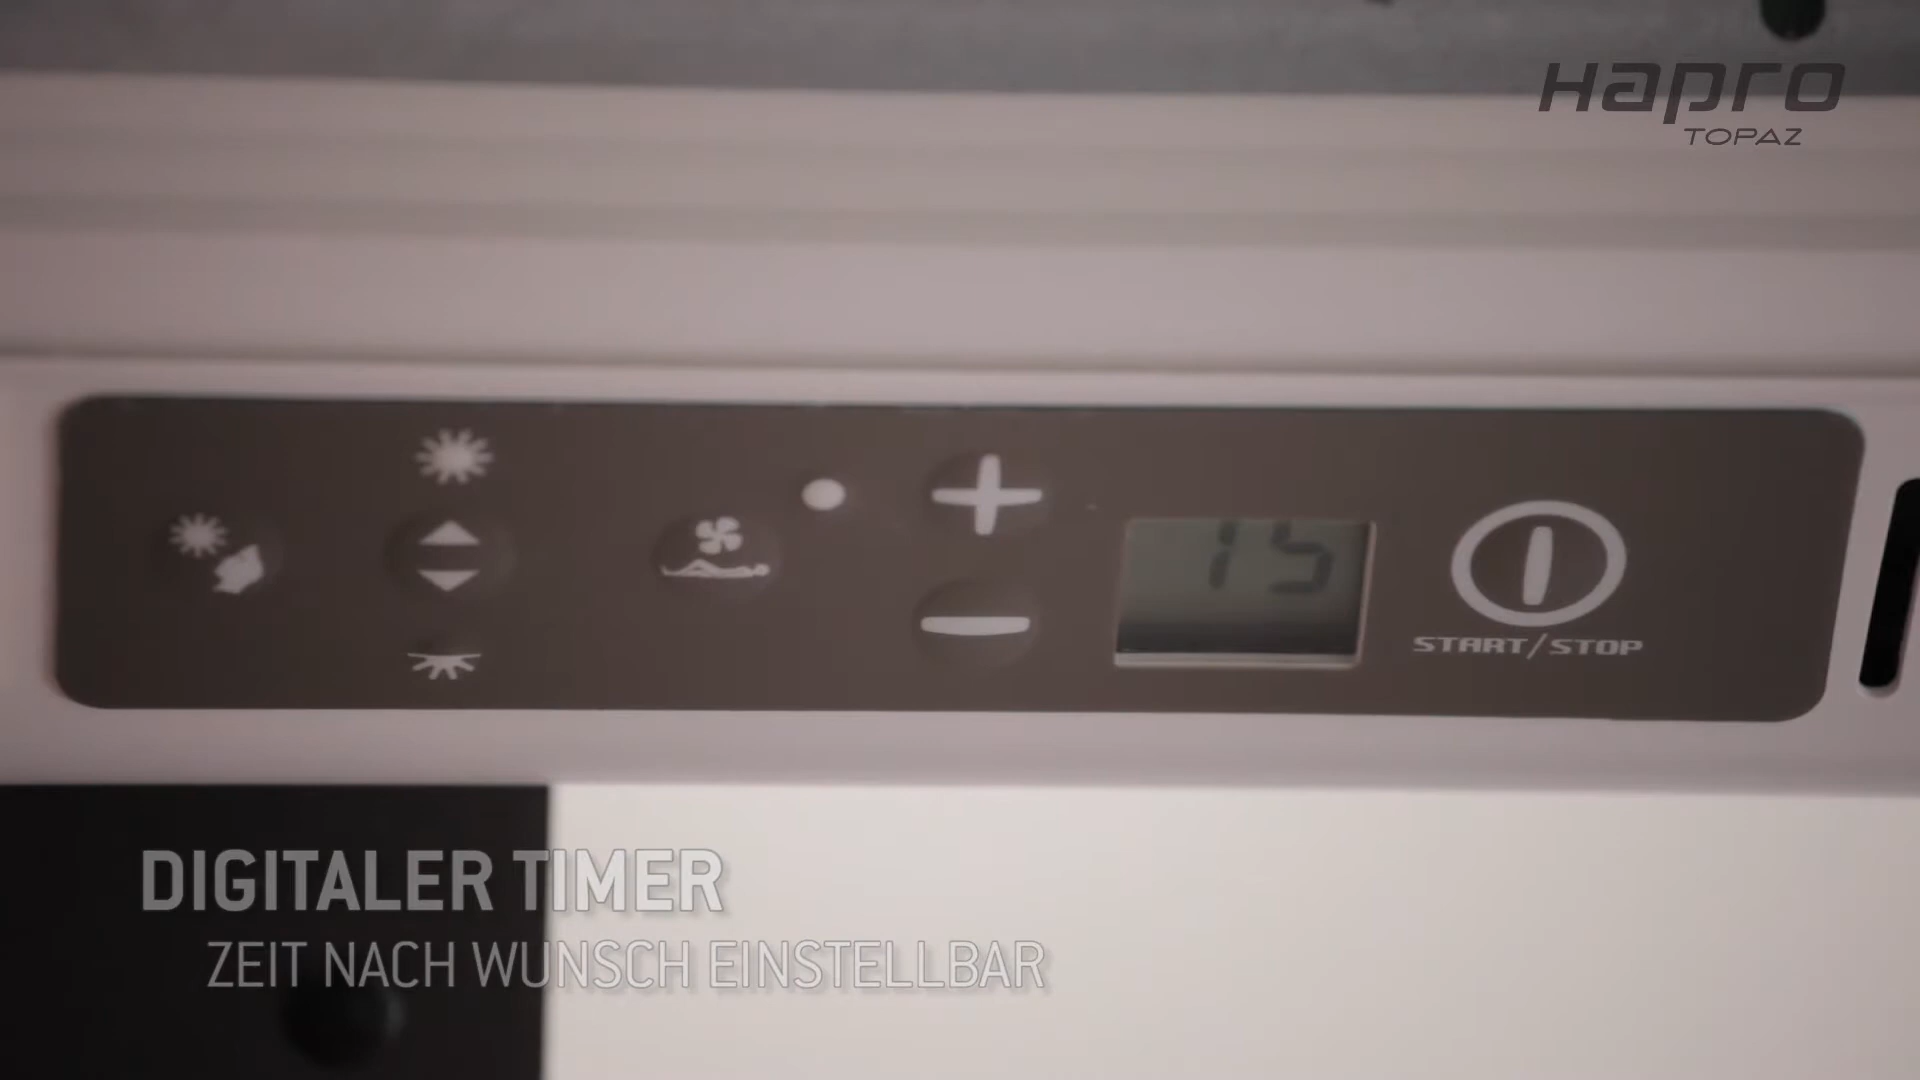 Hapro
TOPAZ
15
START/STOP
DIGITALER TIMER
ZEIT NACH WUNSCH EINSTELLBAR